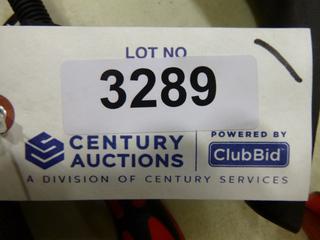 LOT NO
3289
CENTURY
AUCTIONS
POWERED BY
ClubBid
A DIVISION OF CENTURY SERVICES